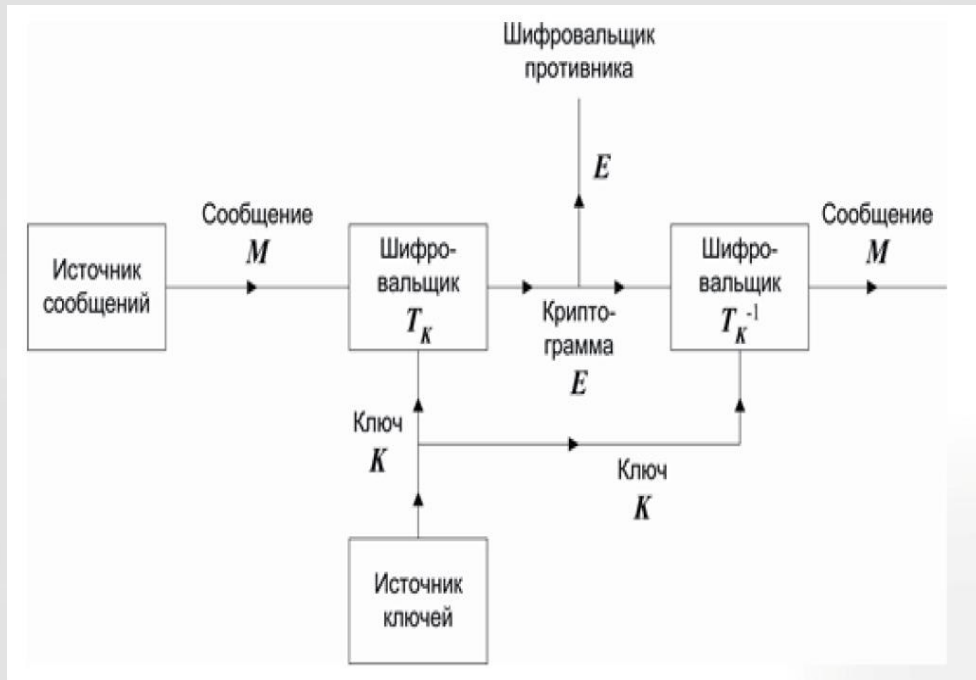 Шифровальщик
противника
E
Сообщение
M
Сообщение
M
Источник
сообщений
Шифро-
вальщик
T_K
Крипто-
грамма
E
Шифро-
вальщик
T_K^-1
Ключ
K
Ключ
K
Источник
ключей